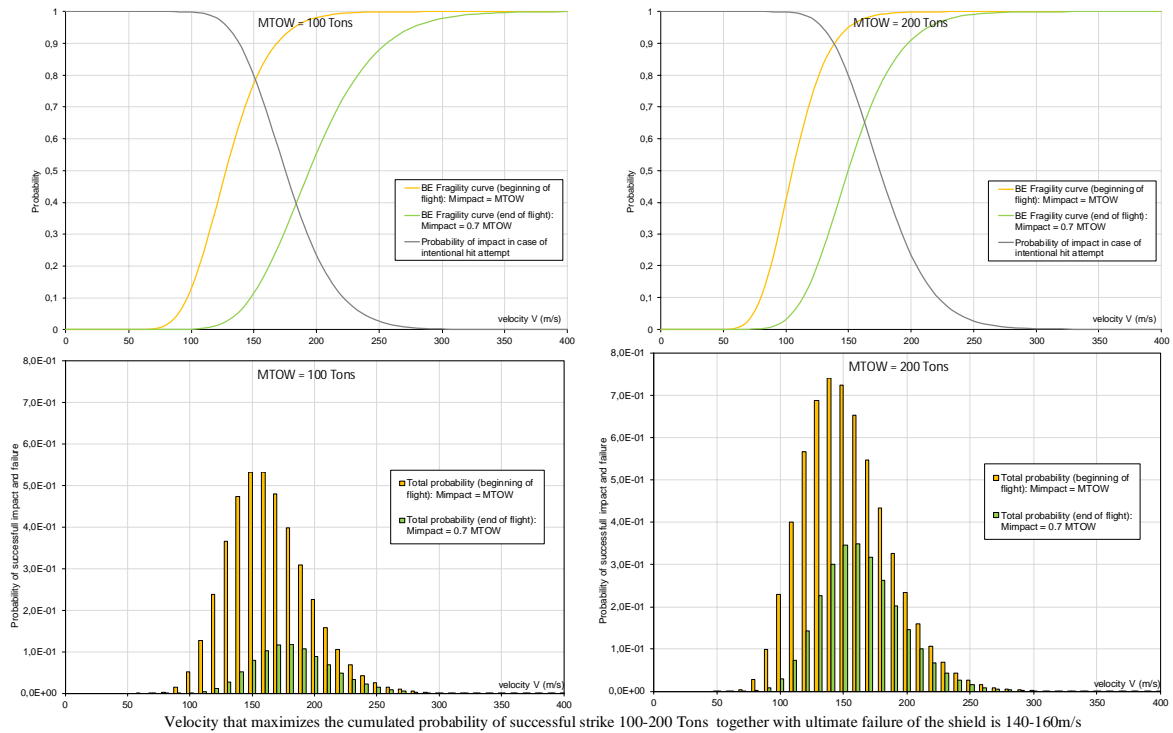 MTOW = 100 Tons
1
0,9
0,8
0,7
0,6
0,5
0,4
0,3
0,2
0,1
0
Probability
BE Fragility curve (beginning of
flight): Mimpact = MTOW
BE Fragility curve (end of flight):
Mimpact = 0.7 MTOW
Probability of impact in case of
intentional hit attempt
velocity V (m/s)
0 50 100 150 200 250 300 350 400
MTOW = 200 Tons
1
0,9
0,8
0,7
0,6
0,5
0,4
0,3
0,2
0,1
0
Probability
BE Fragility curve (beginning of
flight): Mimpact = MTOW
BE Fragility curve (end of flight):
Mimpact = 0.7 MTOW
Probability of impact in case of
intentional hit attempt
velocity V (m/s)
0 50 100 150 200 250 300 350 400
MTOW = 100 Tons
8,0E-01
7,0E-01
6,0E-01
5,0E-01
4,0E-01
3,0E-01
2,0E-01
1,0E-01
0,0E+00
Probability of successfull impact and failure
Total probability (beginning of
flight): Mimpact = MTOW
Total probability (end of flight):
Mimpact = 0.7 MTOW
velocity V (m/s)
0 50 100 150 200 250 300 350 400
MTOW = 200 Tons
8,0E-01
7,0E-01
6,0E-01
5,0E-01
4,0E-01
3,0E-01
2,0E-01
1,0E-01
0,0E+00
Probability of successfull impact and failure
Total probability (beginning of
flight): Mimpact = MTOW
Total probability (end of flight):
Mimpact = 0.7 MTOW
velocity V (m/s)
0 50 100 150 200 250 300 350 400
Velocity that maximizes the cumulated probability of successful strike 100-200 Tons together with ultimate failure of the shield is 140-160m/s